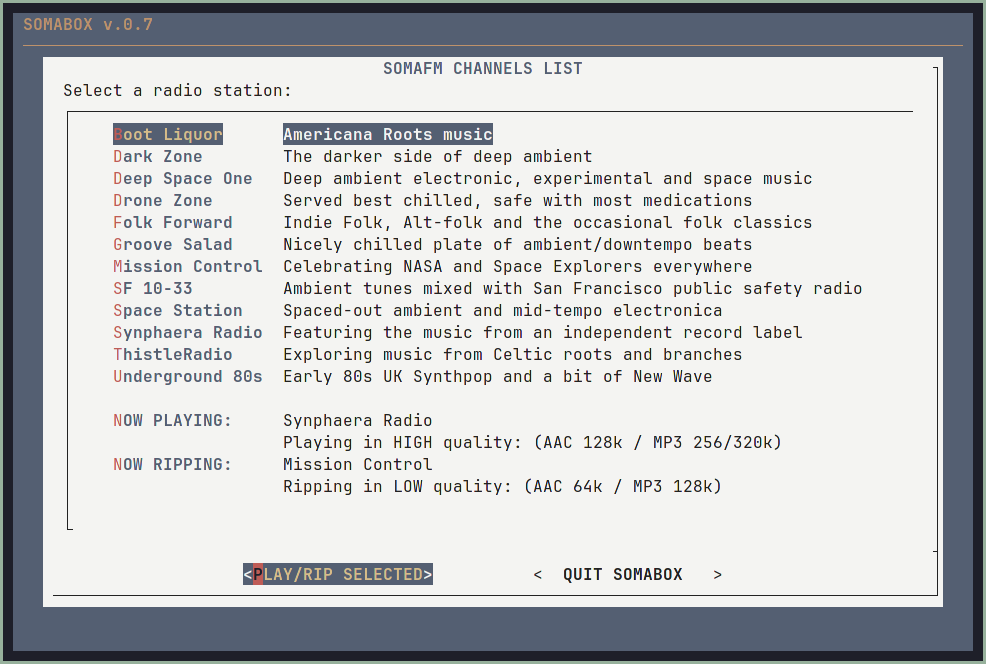 SOMABOX v.0.7
SOMAFM CHANNELS LIST
Select a radio station:
Boot Liquor Americana Roots music
Dark Zone The darker side of deep ambient
Deep Space One Deep ambient electronic, experimental and space music
Drone Zone Served best chilled, safe with most medications
Folk Forward Indie Folk, Alt-folk and the occasional folk classics
Groove Salad Nicely chilled plate of ambient/downtempo beats
Mission Control Celebrating NASA and Space Explorers everywhere
SF 10-33 Ambient tunes mixed with San Francisco public safety radio
Space Station Spaced-out ambient and mid-tempo electronica
Synphaera Radio Featuring the music from an independent record label
ThistleRadio Exploring music from Celtic roots and branches
Underground 80s Early 80s UK Synthpop and a bit of New Wave
NOW PLAYING: Synphaera Radio
Playing in HIGH quality: (AAC 128k / MP3 256/320k)
NOW RIPPING: Mission Control
Ripping in LOW quality: (AAC 64k / MP3 128k)
<PLAY/RIP SELECTED> < QUIT SOMABOX >